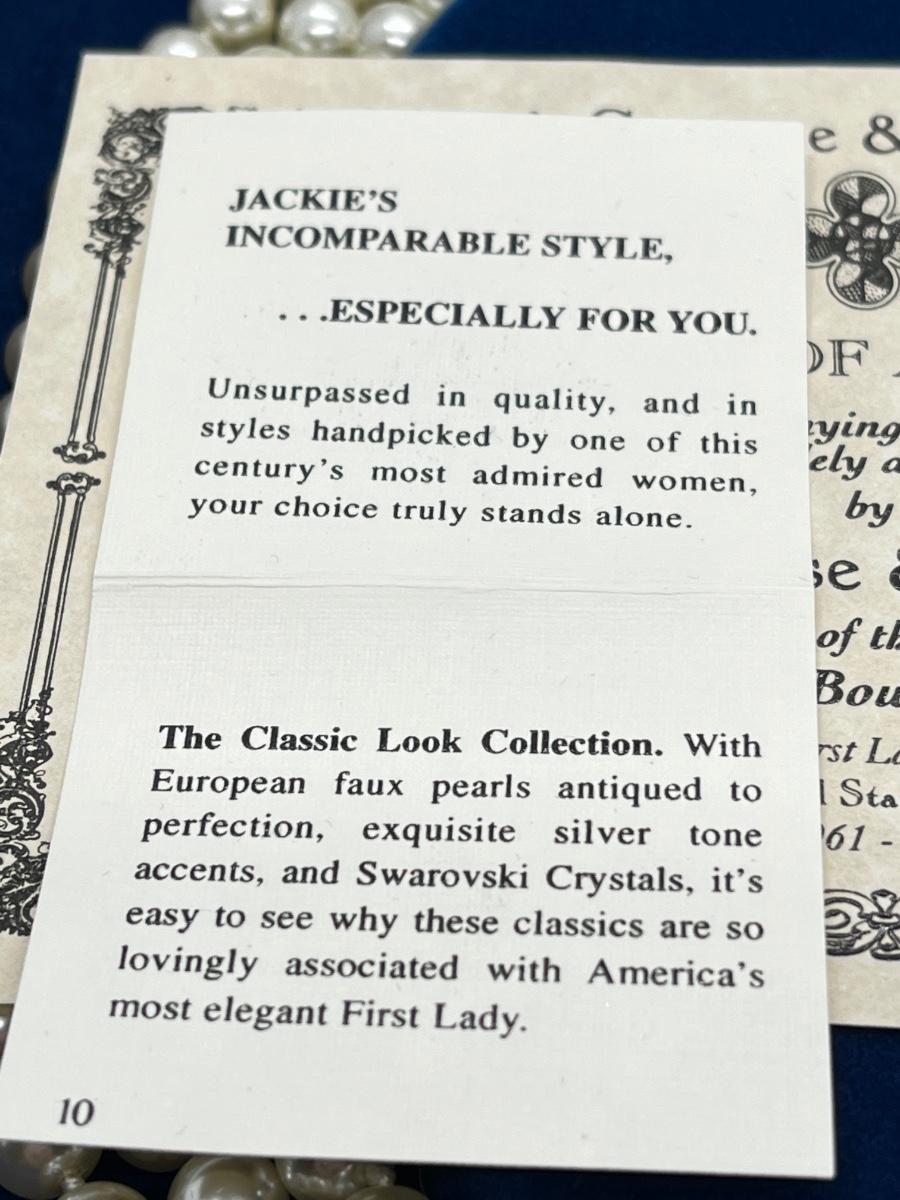 JACKIE'S
INCOMPARABLE STYLE,
. . .ESPECIALLY FOR YOU.
Unsurpassed in quality, and in
styles handpicked by one of this
century's most admired women,
your choice truly stands alone.
The Classic Look Collection. With
European faux pearls antiqued to
perfection, exquisite silver tone
accents, and Swarovski Crystals, it's
easy to see why these classics are so
lovingly associated with America's
most elegant First Lady.
10
&
OF
by
of